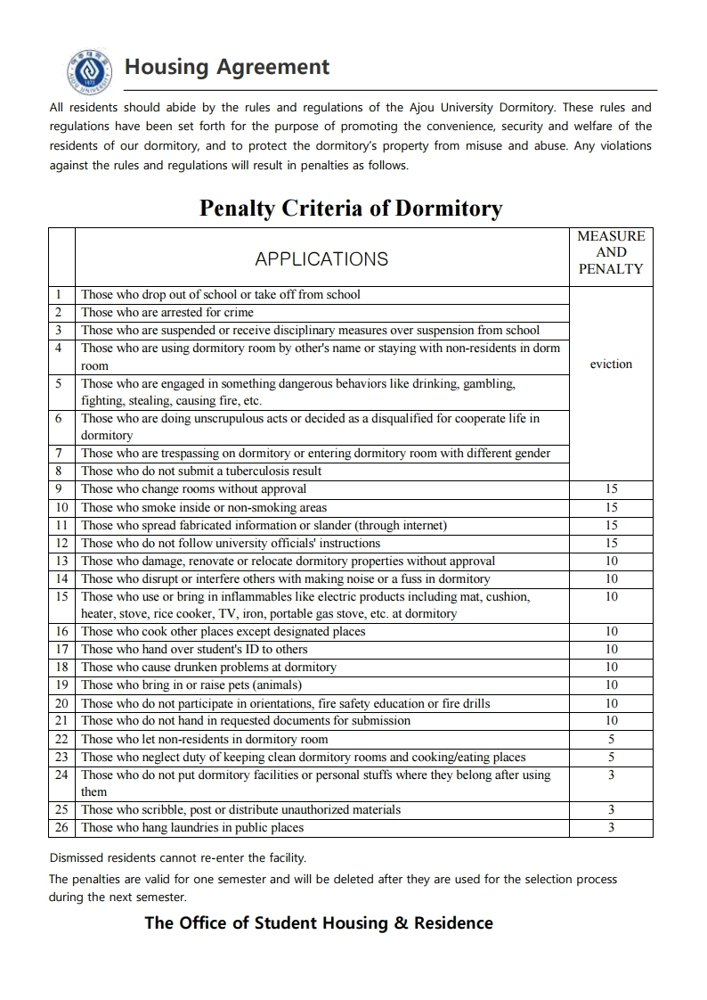 아주대학교
AJOU UNIVERSITY
1973
Housing Agreement
All residents should abide by the rules and regulations of the Ajou University Dormitory. These rules and
regulations have been set forth for the purpose of promoting the convenience, security and welfare of the
residents of our dormitory, and to protect the dormitory's property from misuse and abuse. Any violations
against the rules and regulations will result in penalties as follows.
Penalty Criteria of Dormitory
APPLICATIONS
MEASURE
AND
PENALTY
1 Those who drop out of school or take off from school
2 Those who are arrested for crime
3 Those who are suspended or receive disciplinary measures over suspension from school
4 Those who are using dormitory room by other's name or staying with non-residents in dorm
room
eviction
5 Those who are engaged in something dangerous behaviors like drinking, gambling,
fighting, stealing, causing fire, etc.
6 Those who are doing unscrupulous acts or decided as a disqualified for cooperate life in
dormitory
7 Those who are trespassing on dormitory or entering dormitory room with different gender
8 Those who do not submit a tuberculosis result
9 Those who change rooms without approval 15
10 Those who smoke inside or non-smoking areas 15
11 Those who spread fabricated information or slander (through internet) 15
12 Those who do not follow university officials' instructions 15
13 Those who damage, renovate or relocate dormitory properties without approval 10
14 Those who disrupt or interfere others with making noise or a fuss in dormitory 10
15 Those who use or bring in inflammables like electric products including mat, cushion, 10
heater, stove, rice cooker, TV, iron, portable gas stove, etc. at dormitory
16 Those who cook other places except designated places 10
17 Those who hand over student's ID to others 10
18 Those who cause drunken problems at dormitory 10
19 Those who bring in or raise pets (animals) 10
20 Those who do not participate in orientations, fire safety education or fire drills 10
21 Those who do not hand in requested documents for submission 10
22 Those who let non-residents in dormitory room 5
23 Those who neglect duty of keeping clean dormitory rooms and cooking/eating places 5
24 Those who do not put dormitory facilities or personal stuffs where they belong after using 3
them
25 Those who scribble, post or distribute unauthorized materials 3
26 Those who hang laundries in public places 3
Dismissed residents cannot re-enter the facility.
The penalties are valid for one semester and will be deleted after they are used for the selection process
during the next semester.
The Office of Student Housing & Residence